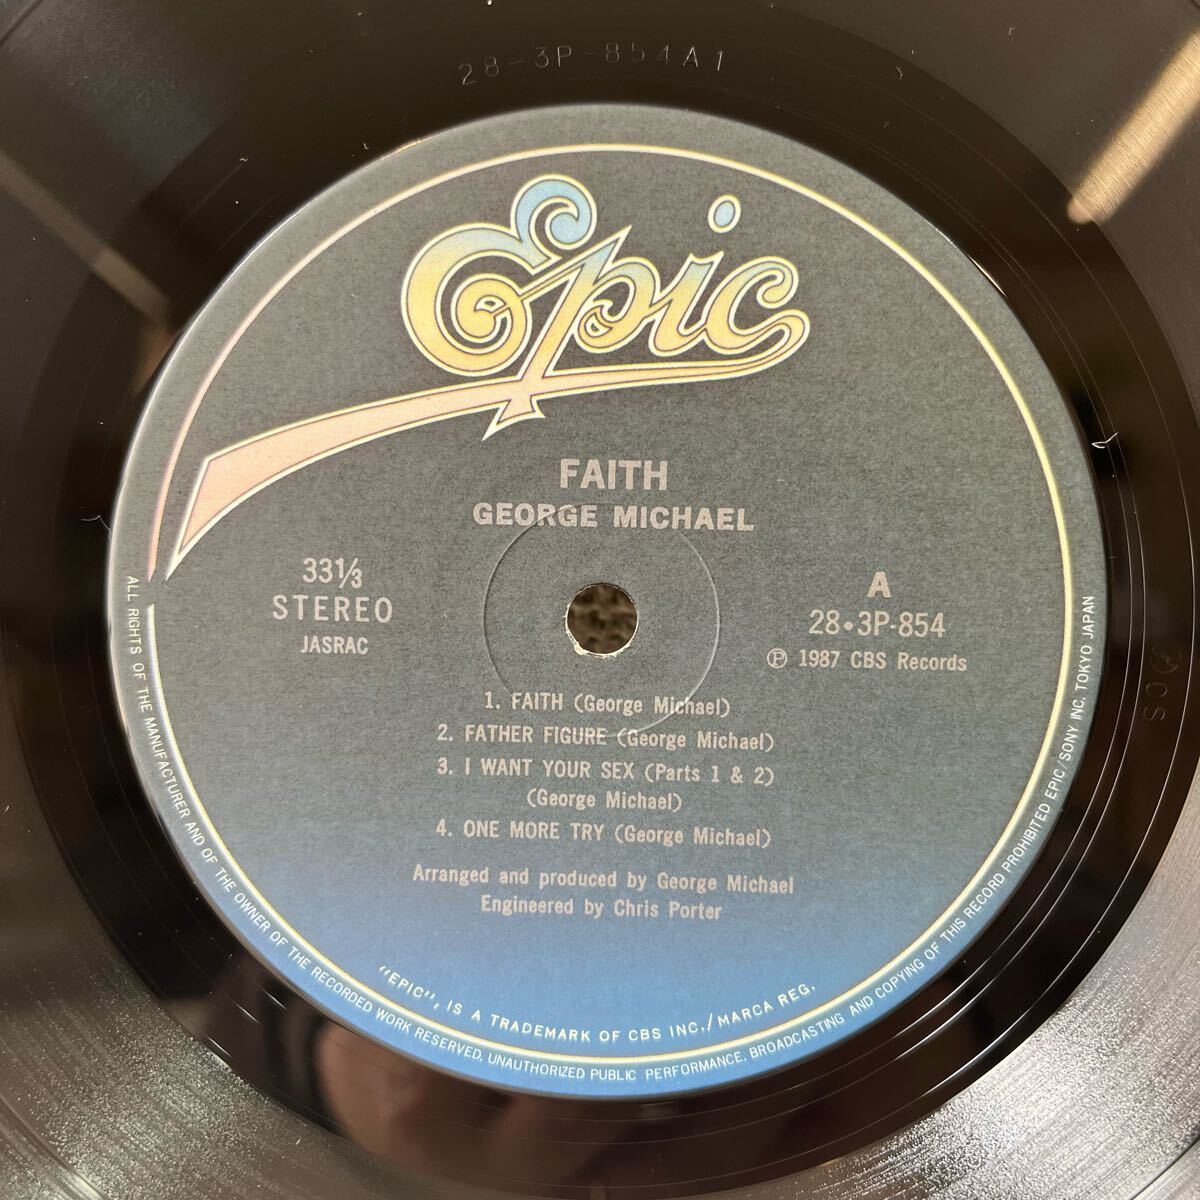 28-3P-854A1
Epic
FAITH
GEORGE MICHAEL
33⅓
STEREO
JASRAC
A
28・3P-854
Ⓟ 1987 CBS Records
1. FAITH (George Michael)
2. FATHER FIGURE (George Michael)
3. I WANT YOUR SEX (Parts 1 & 2)
(George Michael)
4. ONE MORE TRY (George Michael)
Arranged and produced by George Michael
Engineered by Chris Porter
"EPIC", IS A TRADEMARK OF CBS INC./MARCA REG.
ALL RIGHTS OF THE MANUFACTURER AND OF THE OWNER OF THE RECORDED WORK RESERVED, UNAUTHORIZED PUBLIC PERFORMANCE, BROADCASTING AND COPYING OF THIS RECORD PROHIBITED EPIC/SONY INC. TOKYO JAPAN
ⓅCS